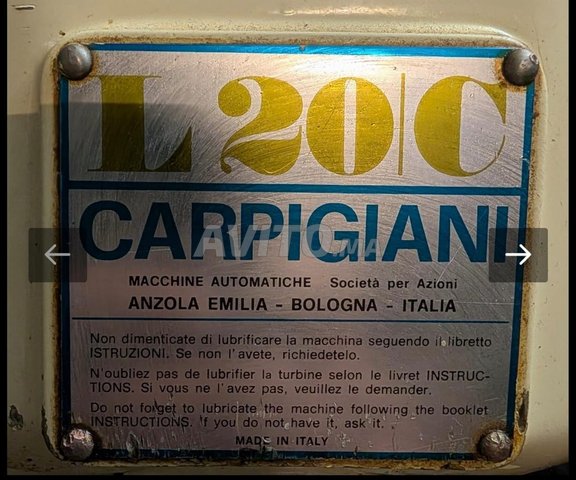 L 20/C
CARPIGIANI
AVITO.MA
MACCHINE AUTOMATICHE Società per Azioni
ANZOLA EMILIA - BOLOGNA - ITALIA
Non dimenticate di lubrificare la macchina seguendo il libretto
ISTRUZIONI. Se non l'avete, richiedetelo.
N'oubliez pas de lubrifier la turbine selon le livret INSTRUC-
TIONS. Si vous ne l'avez pas, veuillez le demander.
Do not forget to lubricate the machine following the booklet
INSTRUCTIONS. If you do not have it, ask it.
MADE IN ITALY